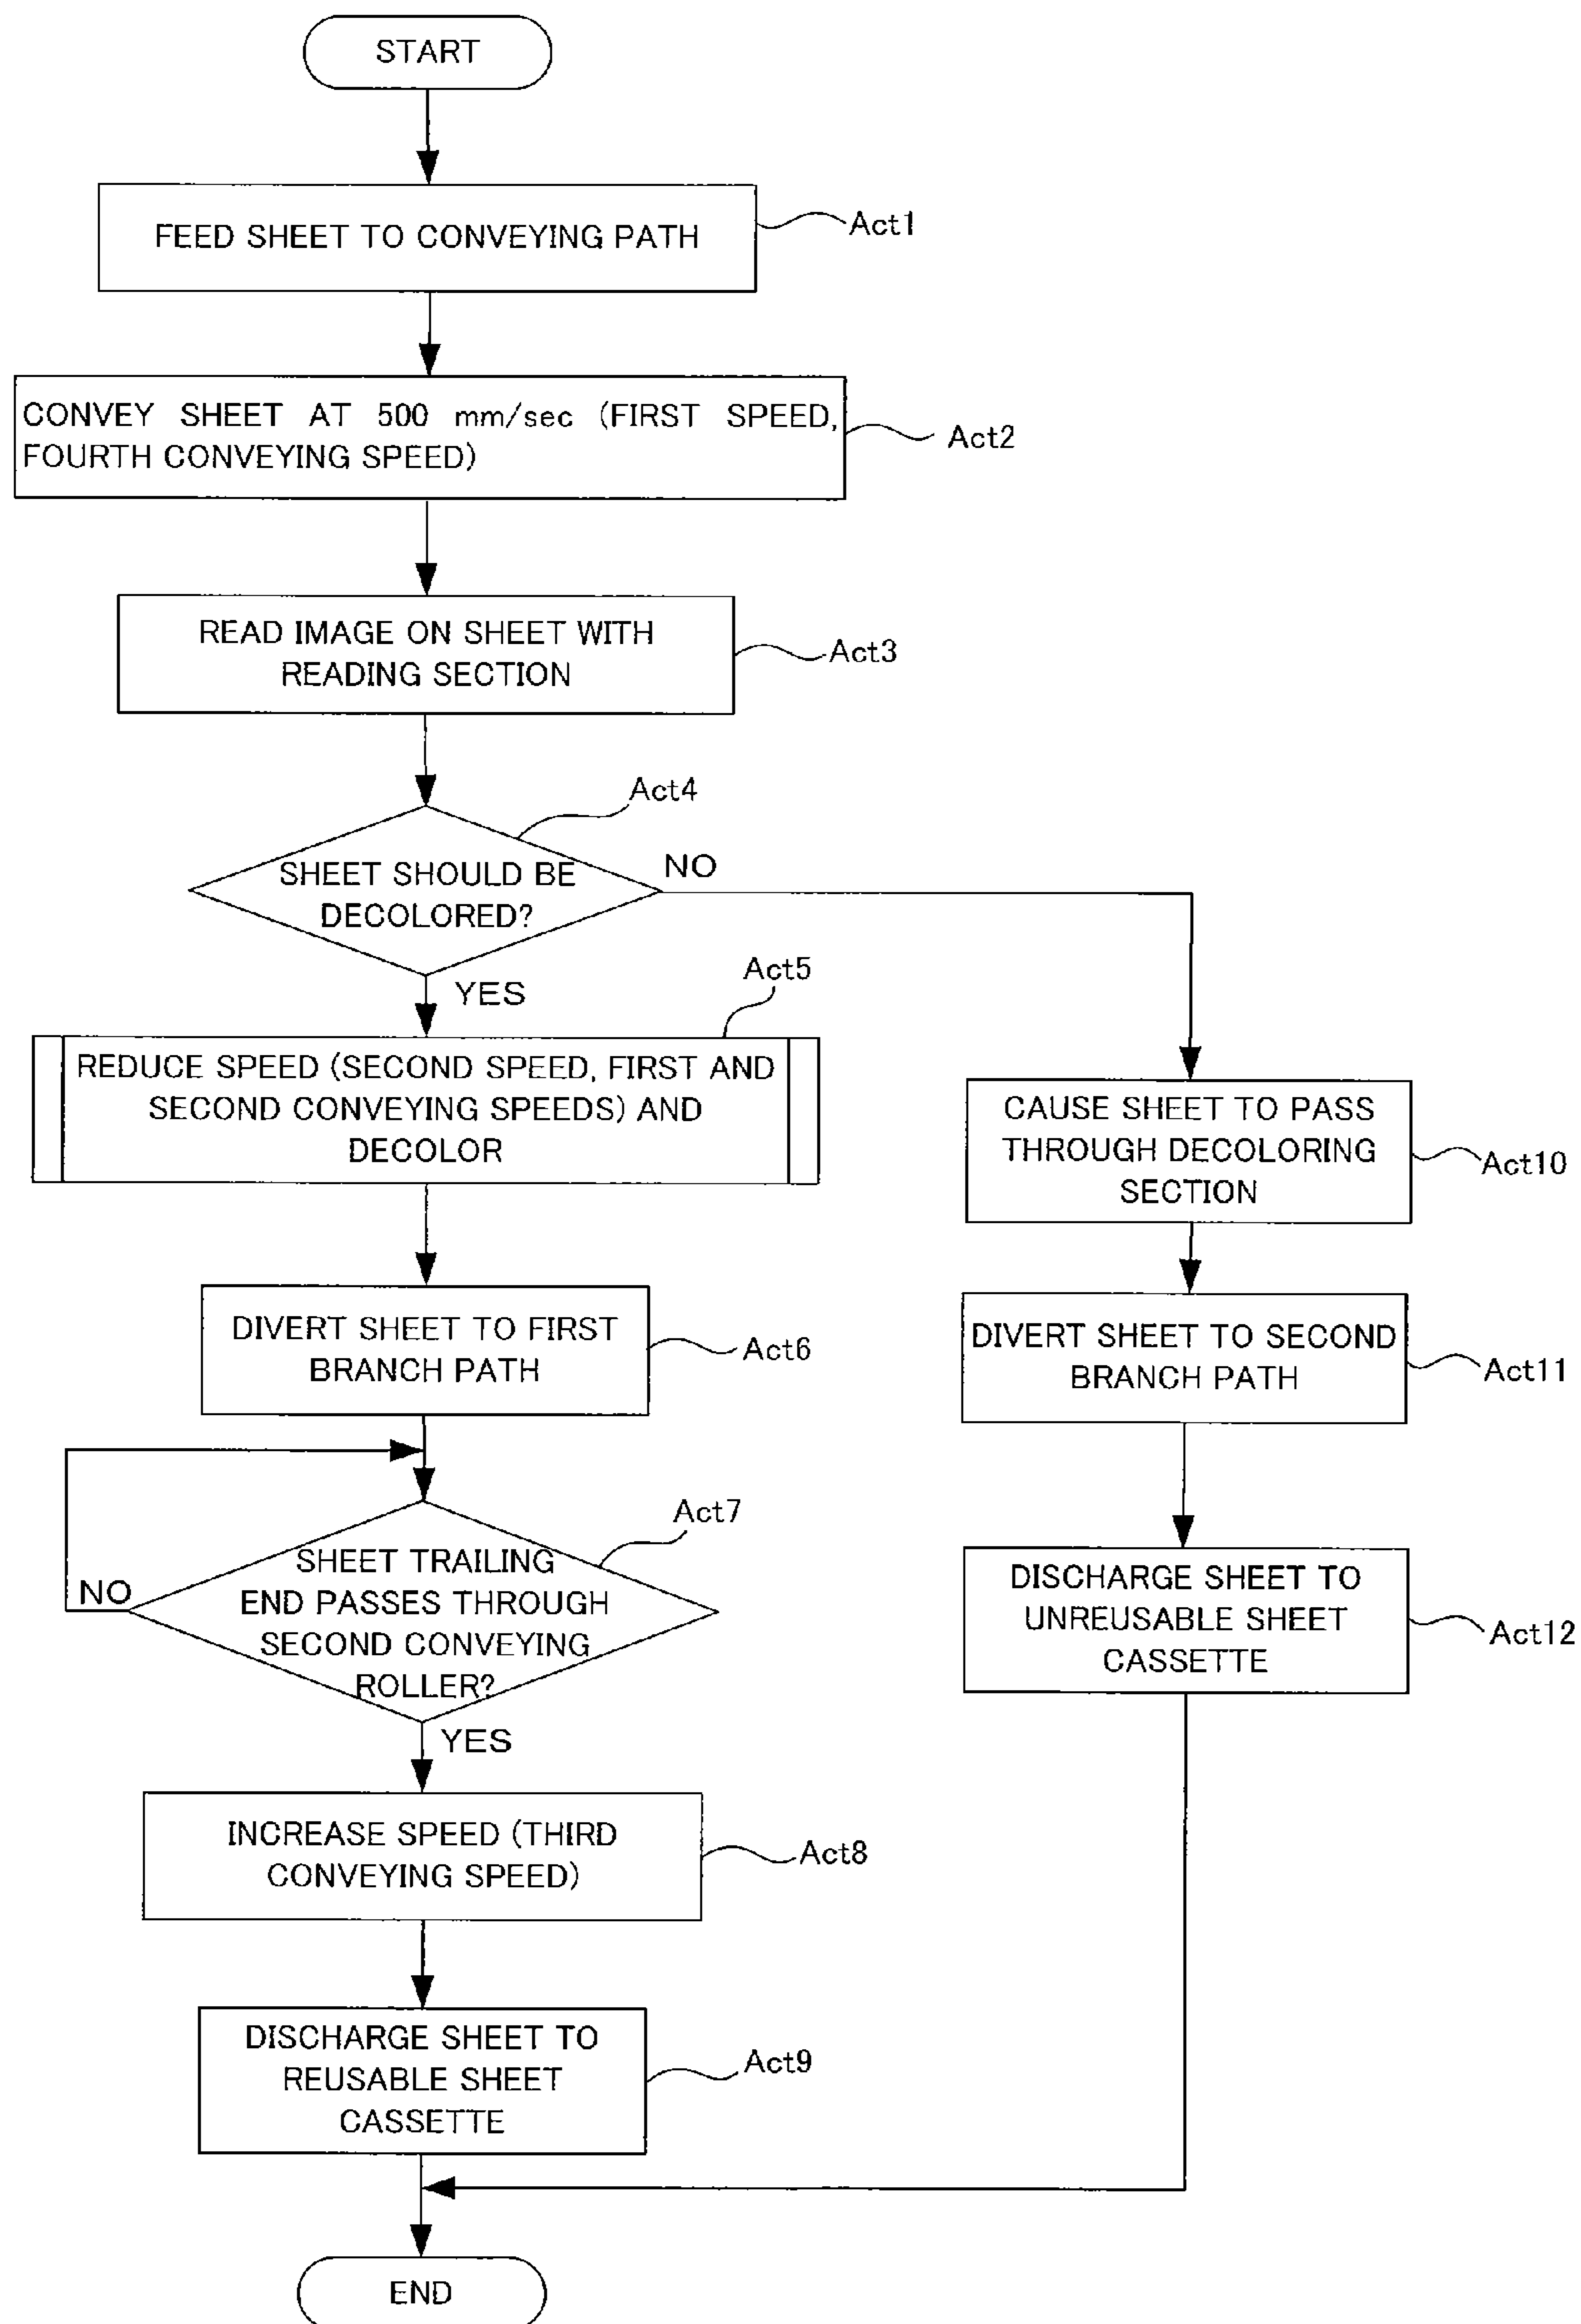 START
FEED SHEET TO CONVEYING PATH
Act1
CONVEY SHEET AT 500 mm/sec (FIRST SPEED,
FOURTH CONVEYING SPEED)
Act2
READ IMAGE ON SHEET WITH
READING SECTION
Act3
Act4
SHEET SHOULD BE
DECOLORED?
NO
YES
Act5
REDUCE SPEED (SECOND SPEED, FIRST AND
SECOND CONVEYING SPEEDS) AND
DECOLOR
CAUSE SHEET TO PASS
THROUGH DECOLORING
SECTION
Act10
DIVERT SHEET TO FIRST
BRANCH PATH
Act6
DIVERT SHEET TO SECOND
BRANCH PATH
Act11
Act7
SHEET TRAILING
END PASSES THROUGH
SECOND CONVEYING
ROLLER?
NO
YES
DISCHARGE SHEET TO
UNREUSABLE SHEET
CASSETTE
Act12
INCREASE SPEED (THIRD
CONVEYING SPEED)
Act8
DISCHARGE SHEET TO
REUSABLE SHEET
CASSETTE
Act9
END